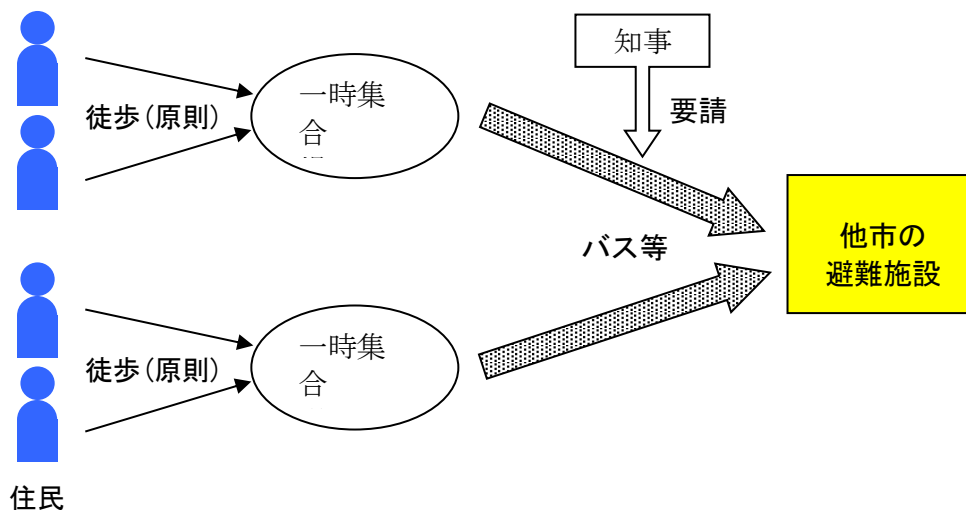 知事
一時集
合
徒歩(原則)
要請
バス等
他市の
避難施設
一時集
合
徒歩(原則)
住民